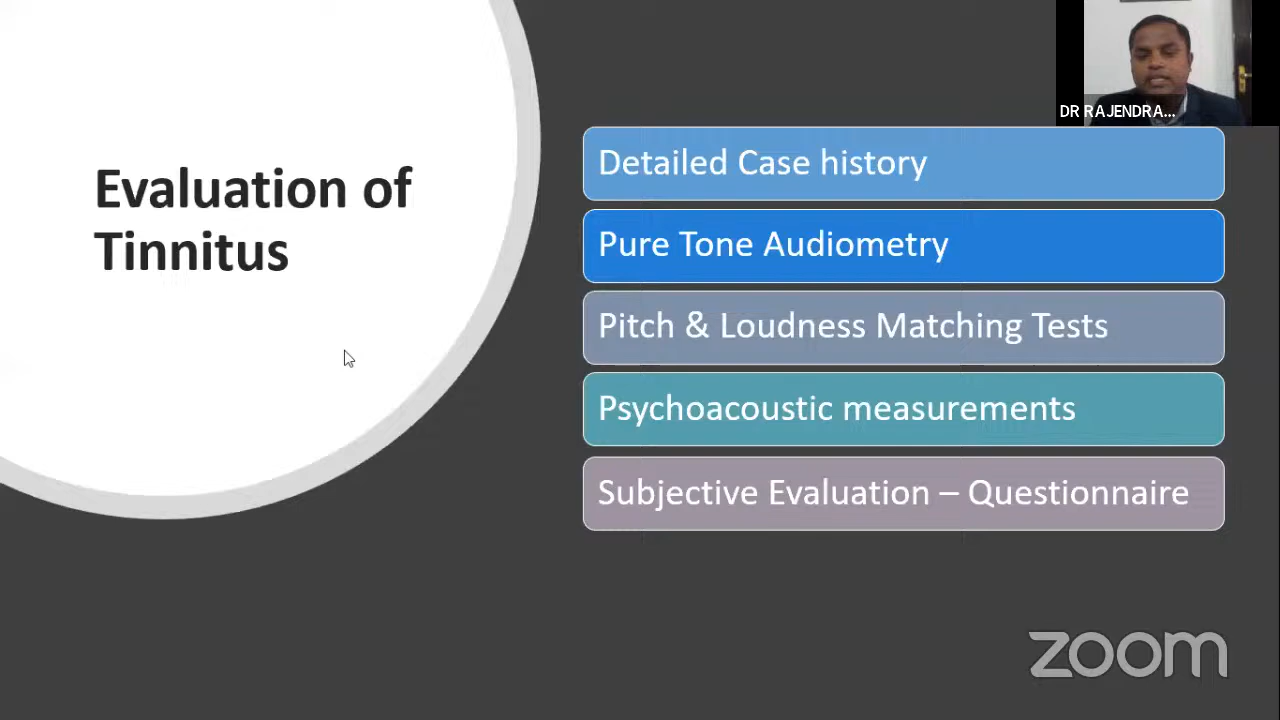 DR RAJENDRA...
Evaluation of
Tinnitus
Detailed Case history
Pure Tone Audiometry
Pitch & Loudness Matching Tests
Psychoacoustic measurements
Subjective Evaluation – Questionnaire
zoom